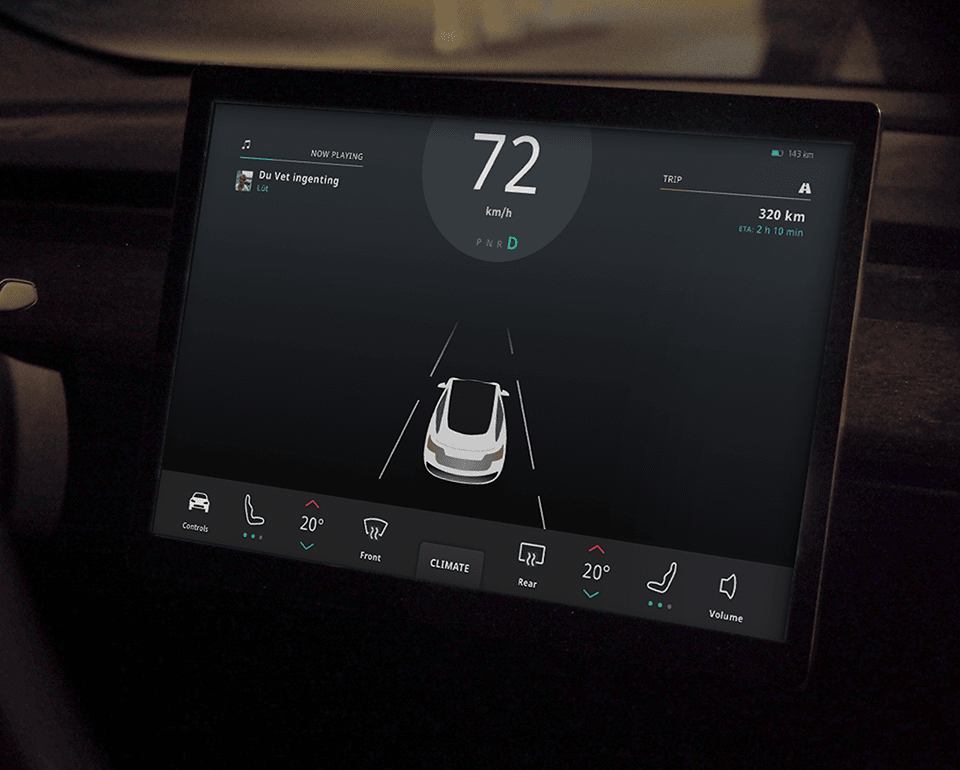 NOW PLAYING
Du Vet ingenting
Lüt
72
km/h
P N R D
143 km
TRIP
320 km
ETA: 2 h 10 min
Controls
20°
Front
CLIMATE
Rear
20°
Volume